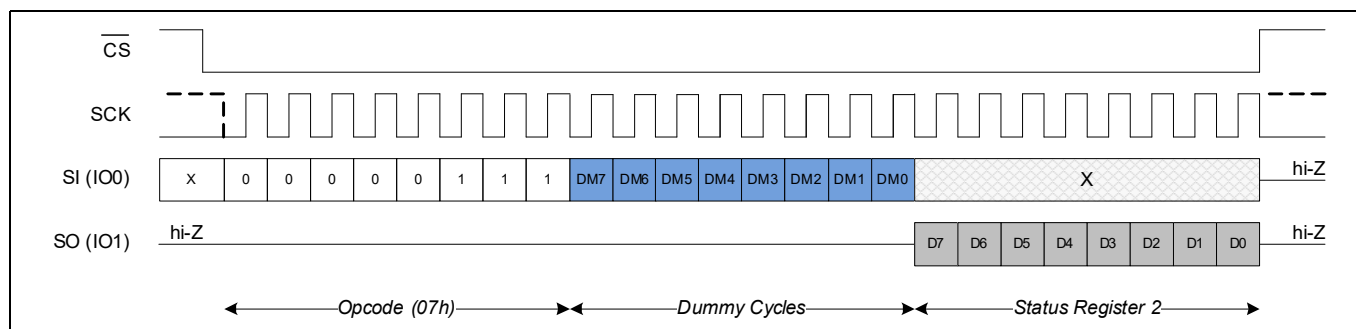 CS
SCK
SI (IO0) X 0 0 0 0 0 1 1 1 DM7 DM6 DM5 DM4 DM3 DM2 DM1 DM0 X hi-Z
SO (IO1) hi-Z D7 D6 D5 D4 D3 D2 D1 D0 hi-Z
Opcode (07h) Dummy Cycles Status Register 2